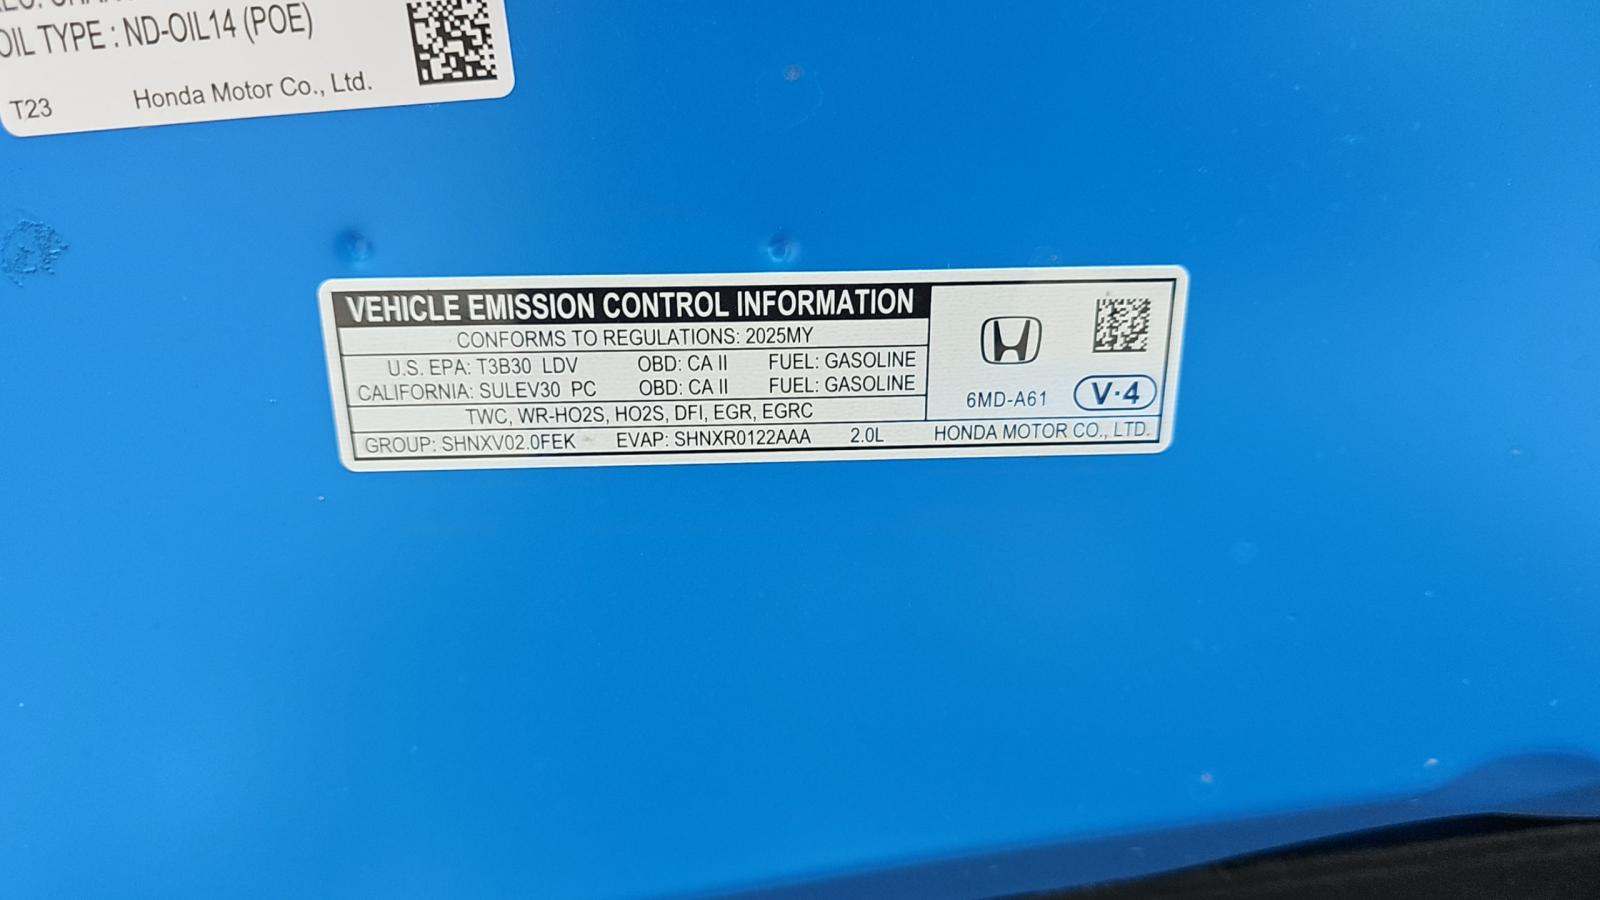 OIL TYPE : ND-OIL14 (POE)
T23 Honda Motor Co., Ltd.
VEHICLE EMISSION CONTROL INFORMATION
CONFORMS TO REGULATIONS: 2025MY
U.S. EPA: T3B30 LDV OBD: CA II FUEL: GASOLINE
CALIFORNIA: SULEV30 PC OBD: CA II FUEL: GASOLINE
TWC, WR-HO2S, HO2S, DFI, EGR, EGRC
GROUP: SHNXV02.0FEK EVAP: SHNXR0122AAA 2.0L
6MD-A61 V·4
HONDA MOTOR CO., LTD.